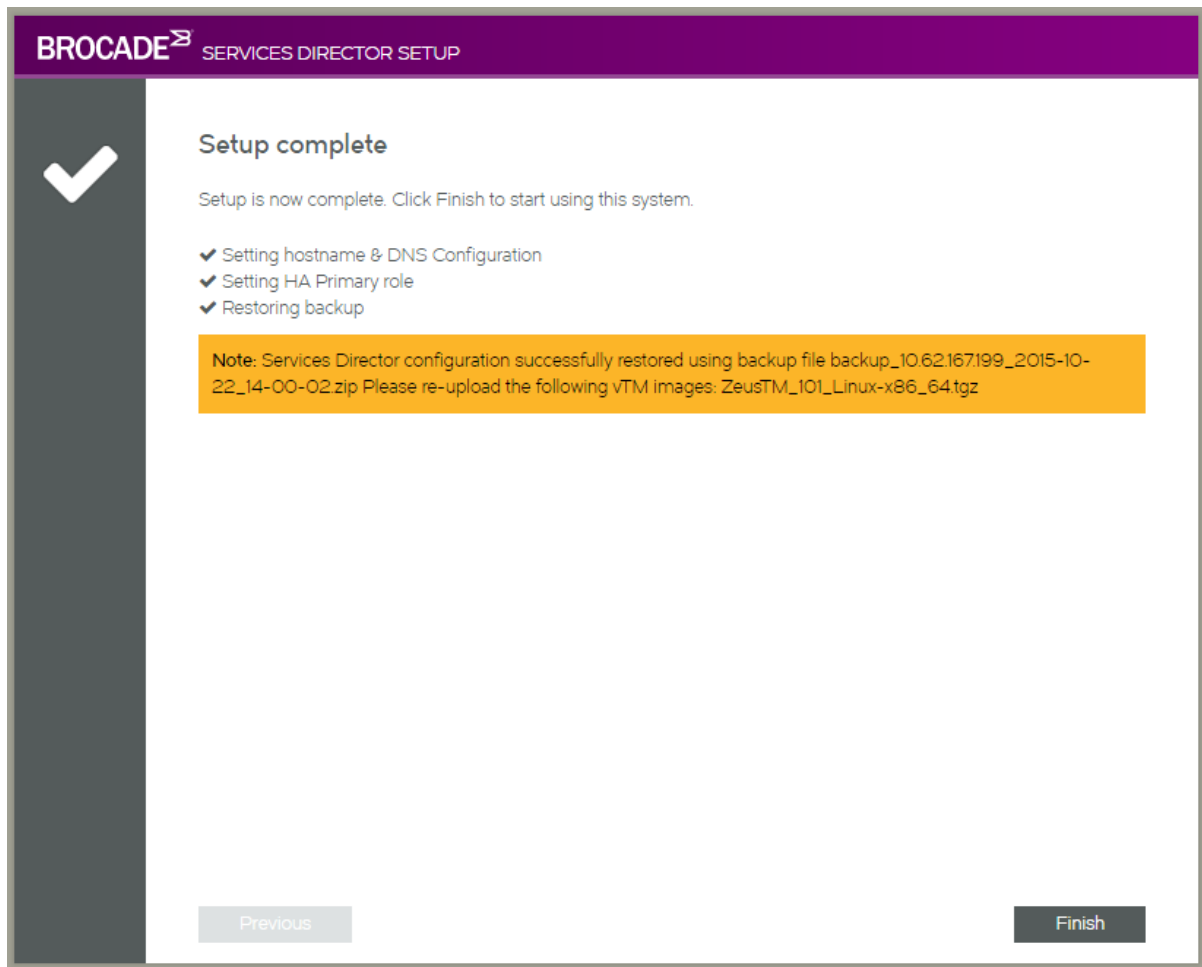 BROCADE SERVICES DIRECTOR SETUP
Setup complete
Setup is now complete. Click Finish to start using this system.
Setting hostname & DNS Configuration
Setting HA Primary role
Restoring backup
Note: Services Director configuration successfully restored using backup file backup_10.62.167.199_2015-10-
22_14-00-02.zip Please re-upload the following vTM images: ZeusTM_101_Linux-x86_64.tgz
Previous
Finish